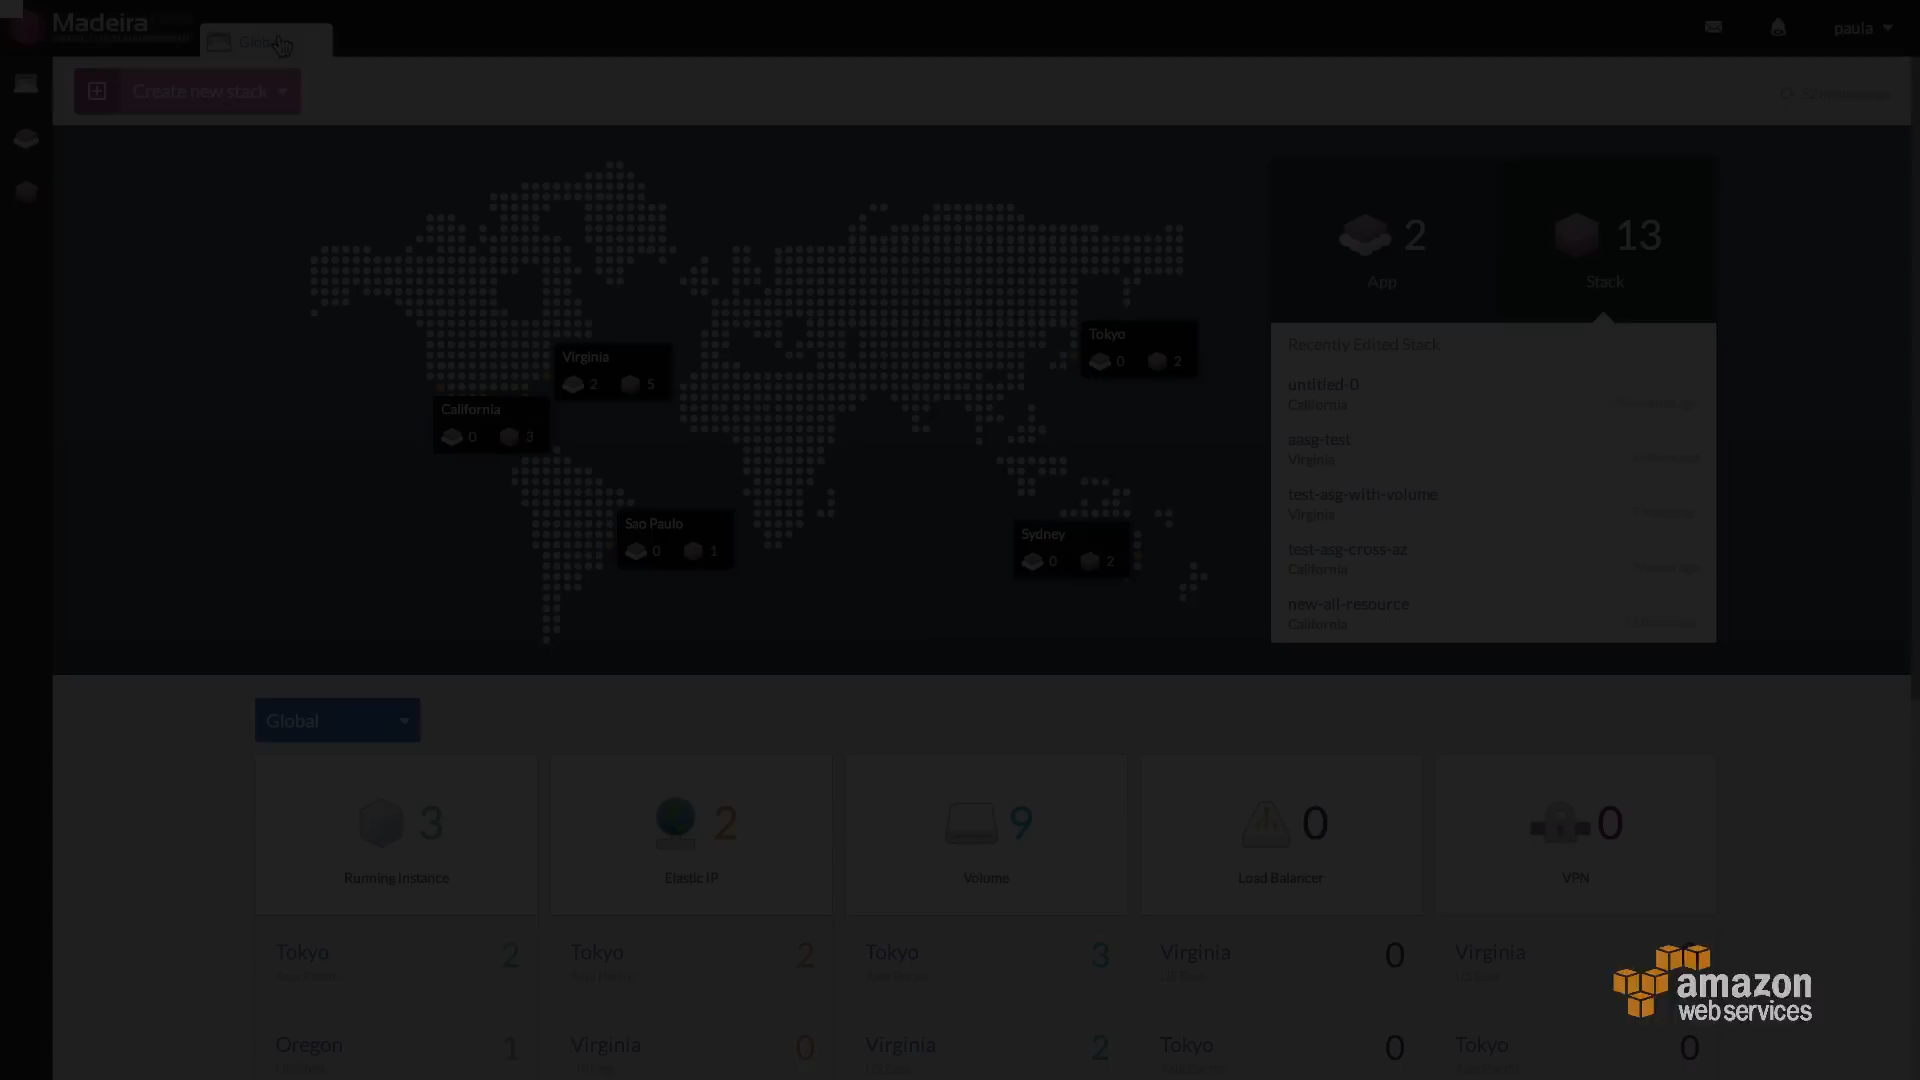 Madeira
Global
paula
Create new stack
2
App
13
Stack
Tokyo
0 2
Virginia
2 5
California
0 3
Sao Paulo
0 1
Sydney
0 2
Recently Edited Stack
untitled-0
California
aasg-test
Virginia
test-asg-with-volume
Virginia
test-asg-cross-az
California
new-all-resource
California
Global
3
Running Instance
2
Elastic IP
9
Volume
0
Load Balancer
0
VPN
Tokyo 2
Tokyo 2
Tokyo 3
Virginia 0
Virginia
Oregon 1
Virginia 0
Virginia 2
Tokyo 0
Tokyo 0
amazon
webservices